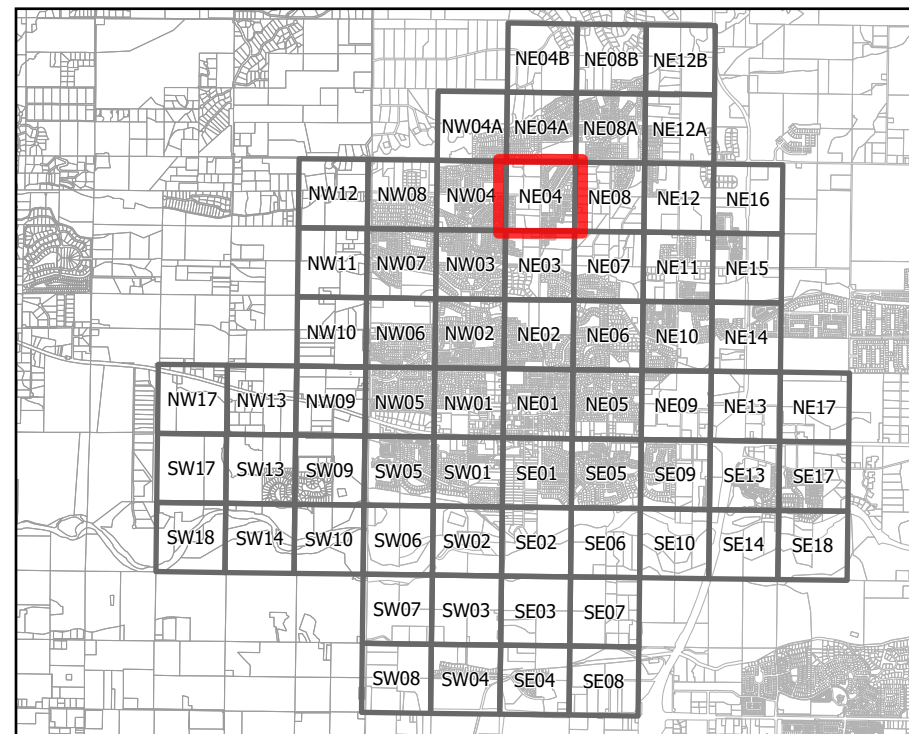 NE04B NE08B NE12B
NW04A NE04A NE08A NE12A
NW12 NW08 NW04 NE04 NE08 NE12 NE16
NW11 NW07 NW03 NE03 NE07 NE11 NE15
NW10 NW06 NW02 NE02 NE06 NE10 NE14
NW17 NW13 NW09 NW05 NW01 NE01 NE05 NE09 NE13 NE17
SW17 SW13 SW09 SW05 SW01 SE01 SE05 SE09 SE13 SE17
SW18 SW14 SW10 SW06 SW02 SE02 SE06 SE10 SE14 SE18
SW07 SW03 SE03 SE07
SW08 SW04 SE04 SE08